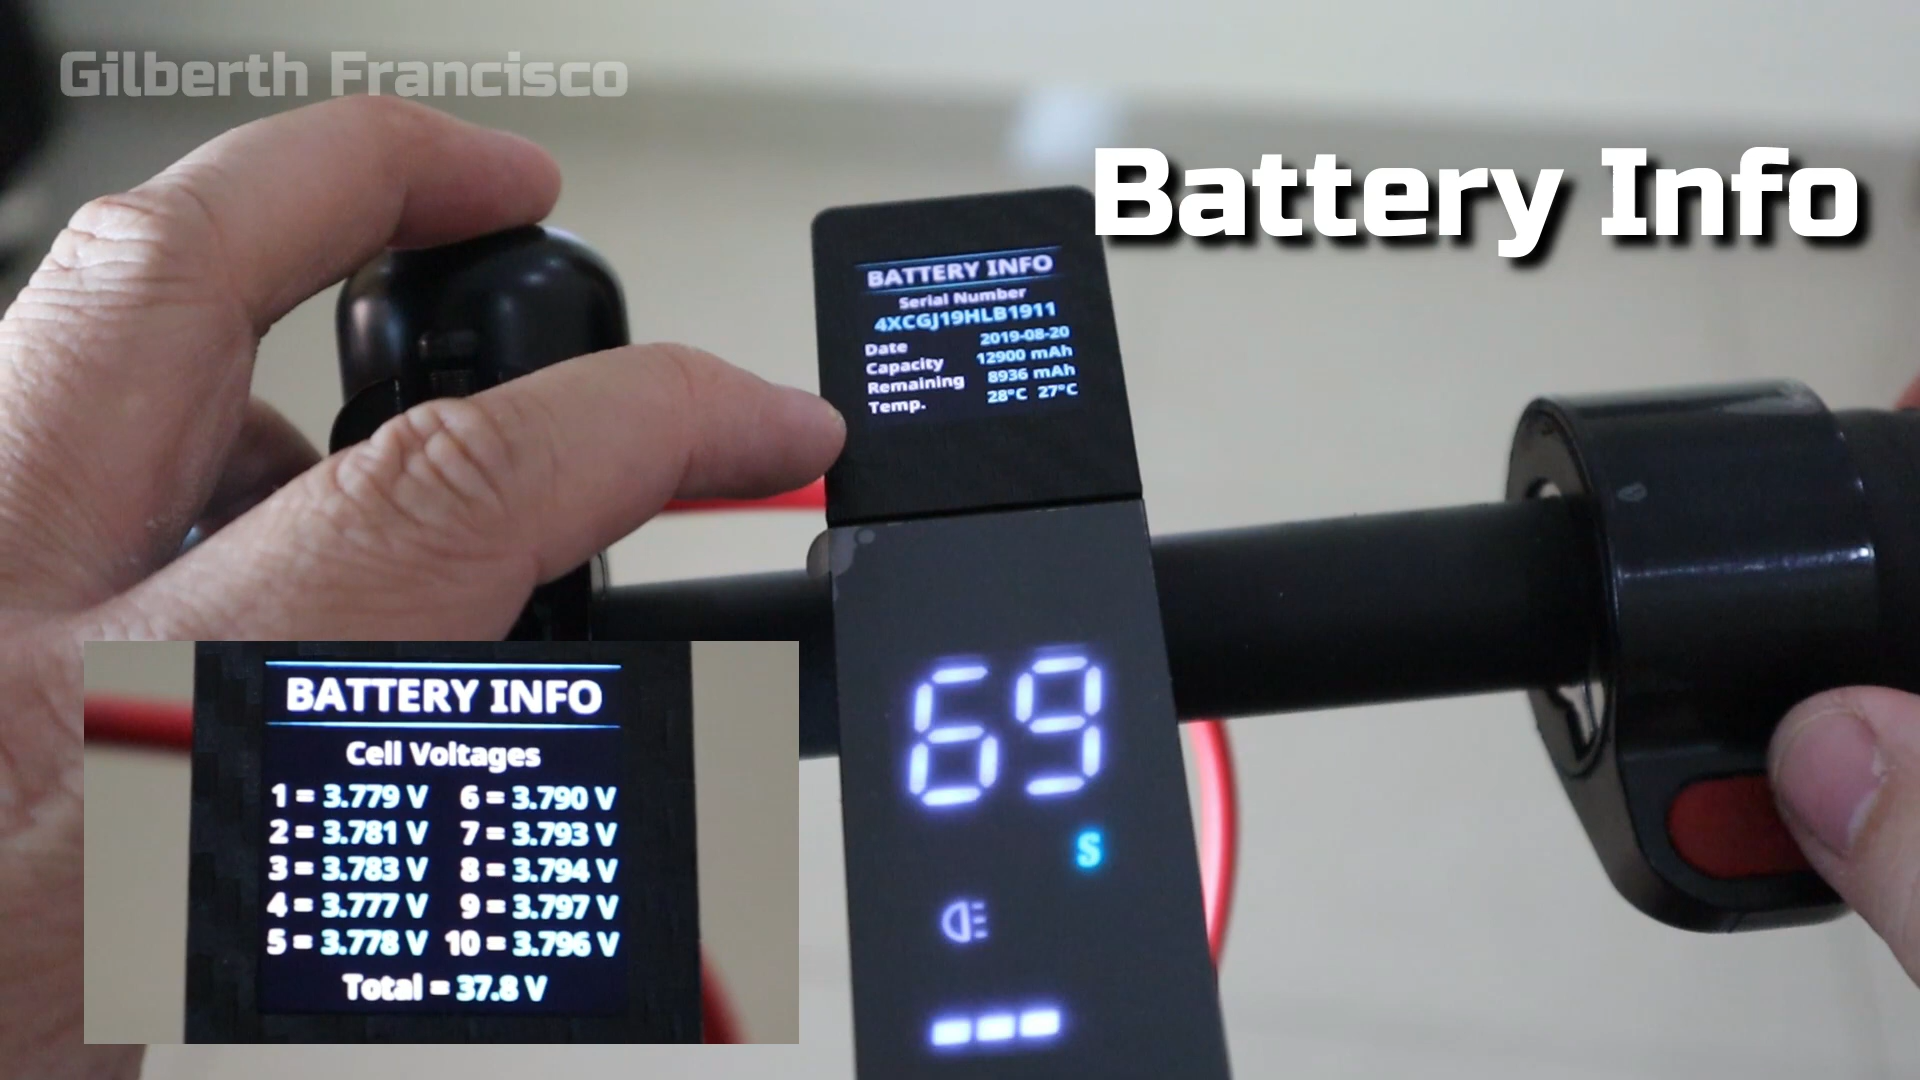 Gilberth Francisco
Battery Info
BATTERY INFO
Serial Number
4XCGJ19HLB1911
Date 2019-08-20
Capacity 12900 mAh
Remaining 8936 mAh
Temp. 28°C 27°C
69
S
BATTERY INFO
Cell Voltages
1 = 3.779 V 6 = 3.790 V
2 = 3.781 V 7 = 3.793 V
3 = 3.783 V 8 = 3.794 V
4 = 3.777 V 9 = 3.797 V
5 = 3.778 V 10 = 3.796 V
Total = 37.8 V